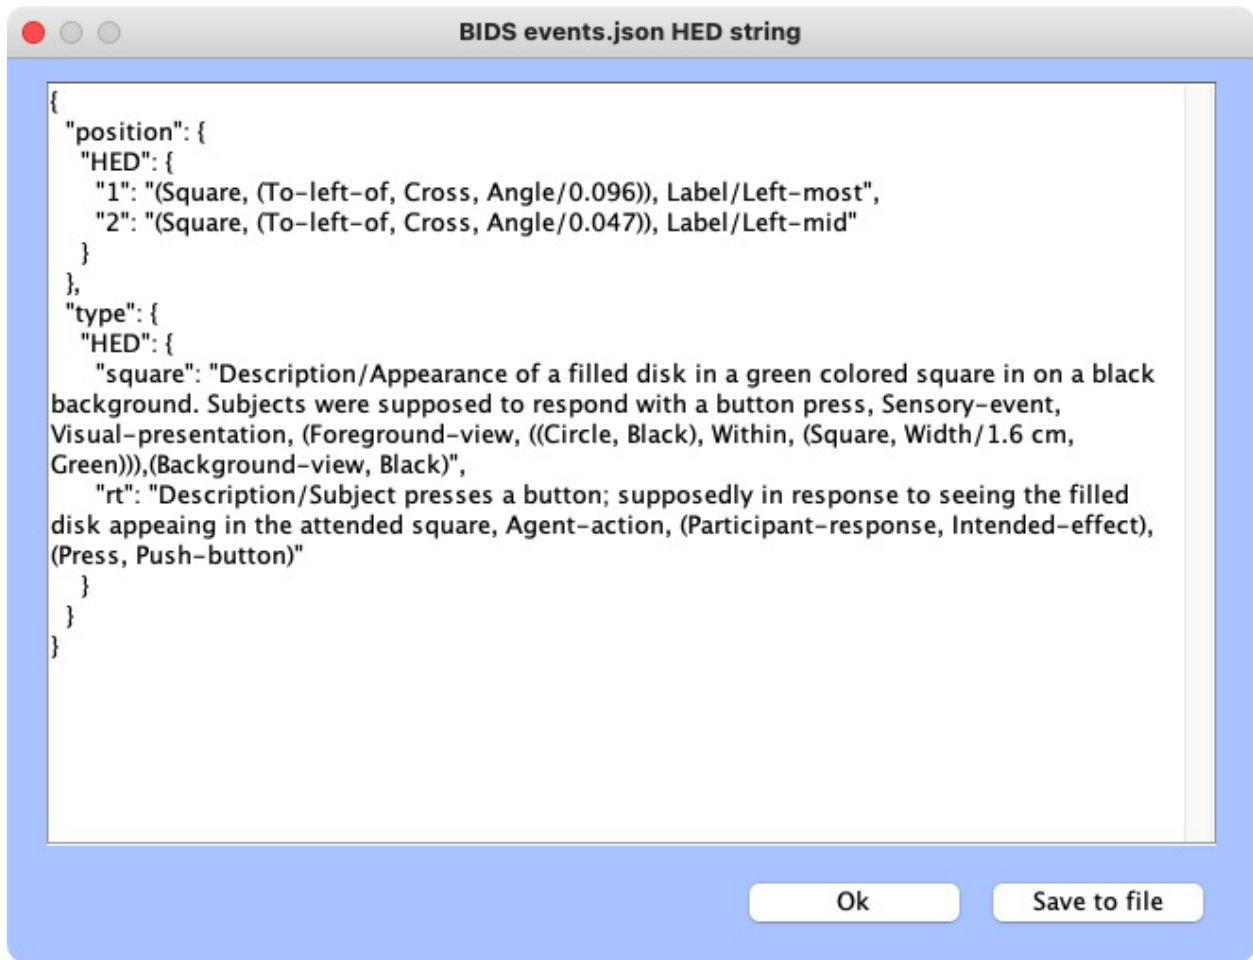 BIDS events.json HED string
{
  "position": {
    "HED": {
      "1": "(Square, (To-left-of, Cross, Angle/0.096)), Label/Left-most",
      "2": "(Square, (To-left-of, Cross, Angle/0.047)), Label/Left-mid"
    }
  },
  "type": {
    "HED": {
      "square": "Description/Appearance of a filled disk in a green colored square in on a black
background. Subjects were supposed to respond with a button press, Sensory-event,
Visual-presentation, (Foreground-view, ((Circle, Black), Within, (Square, Width/1.6 cm,
Green))),(Background-view, Black)",
      "rt": "Description/Subject presses a button; supposedly in response to seeing the filled
disk appeaing in the attended square, Agent-action, (Participant-response, Intended-effect),
(Press, Push-button)"
    }
  }
}
Ok
Save to file